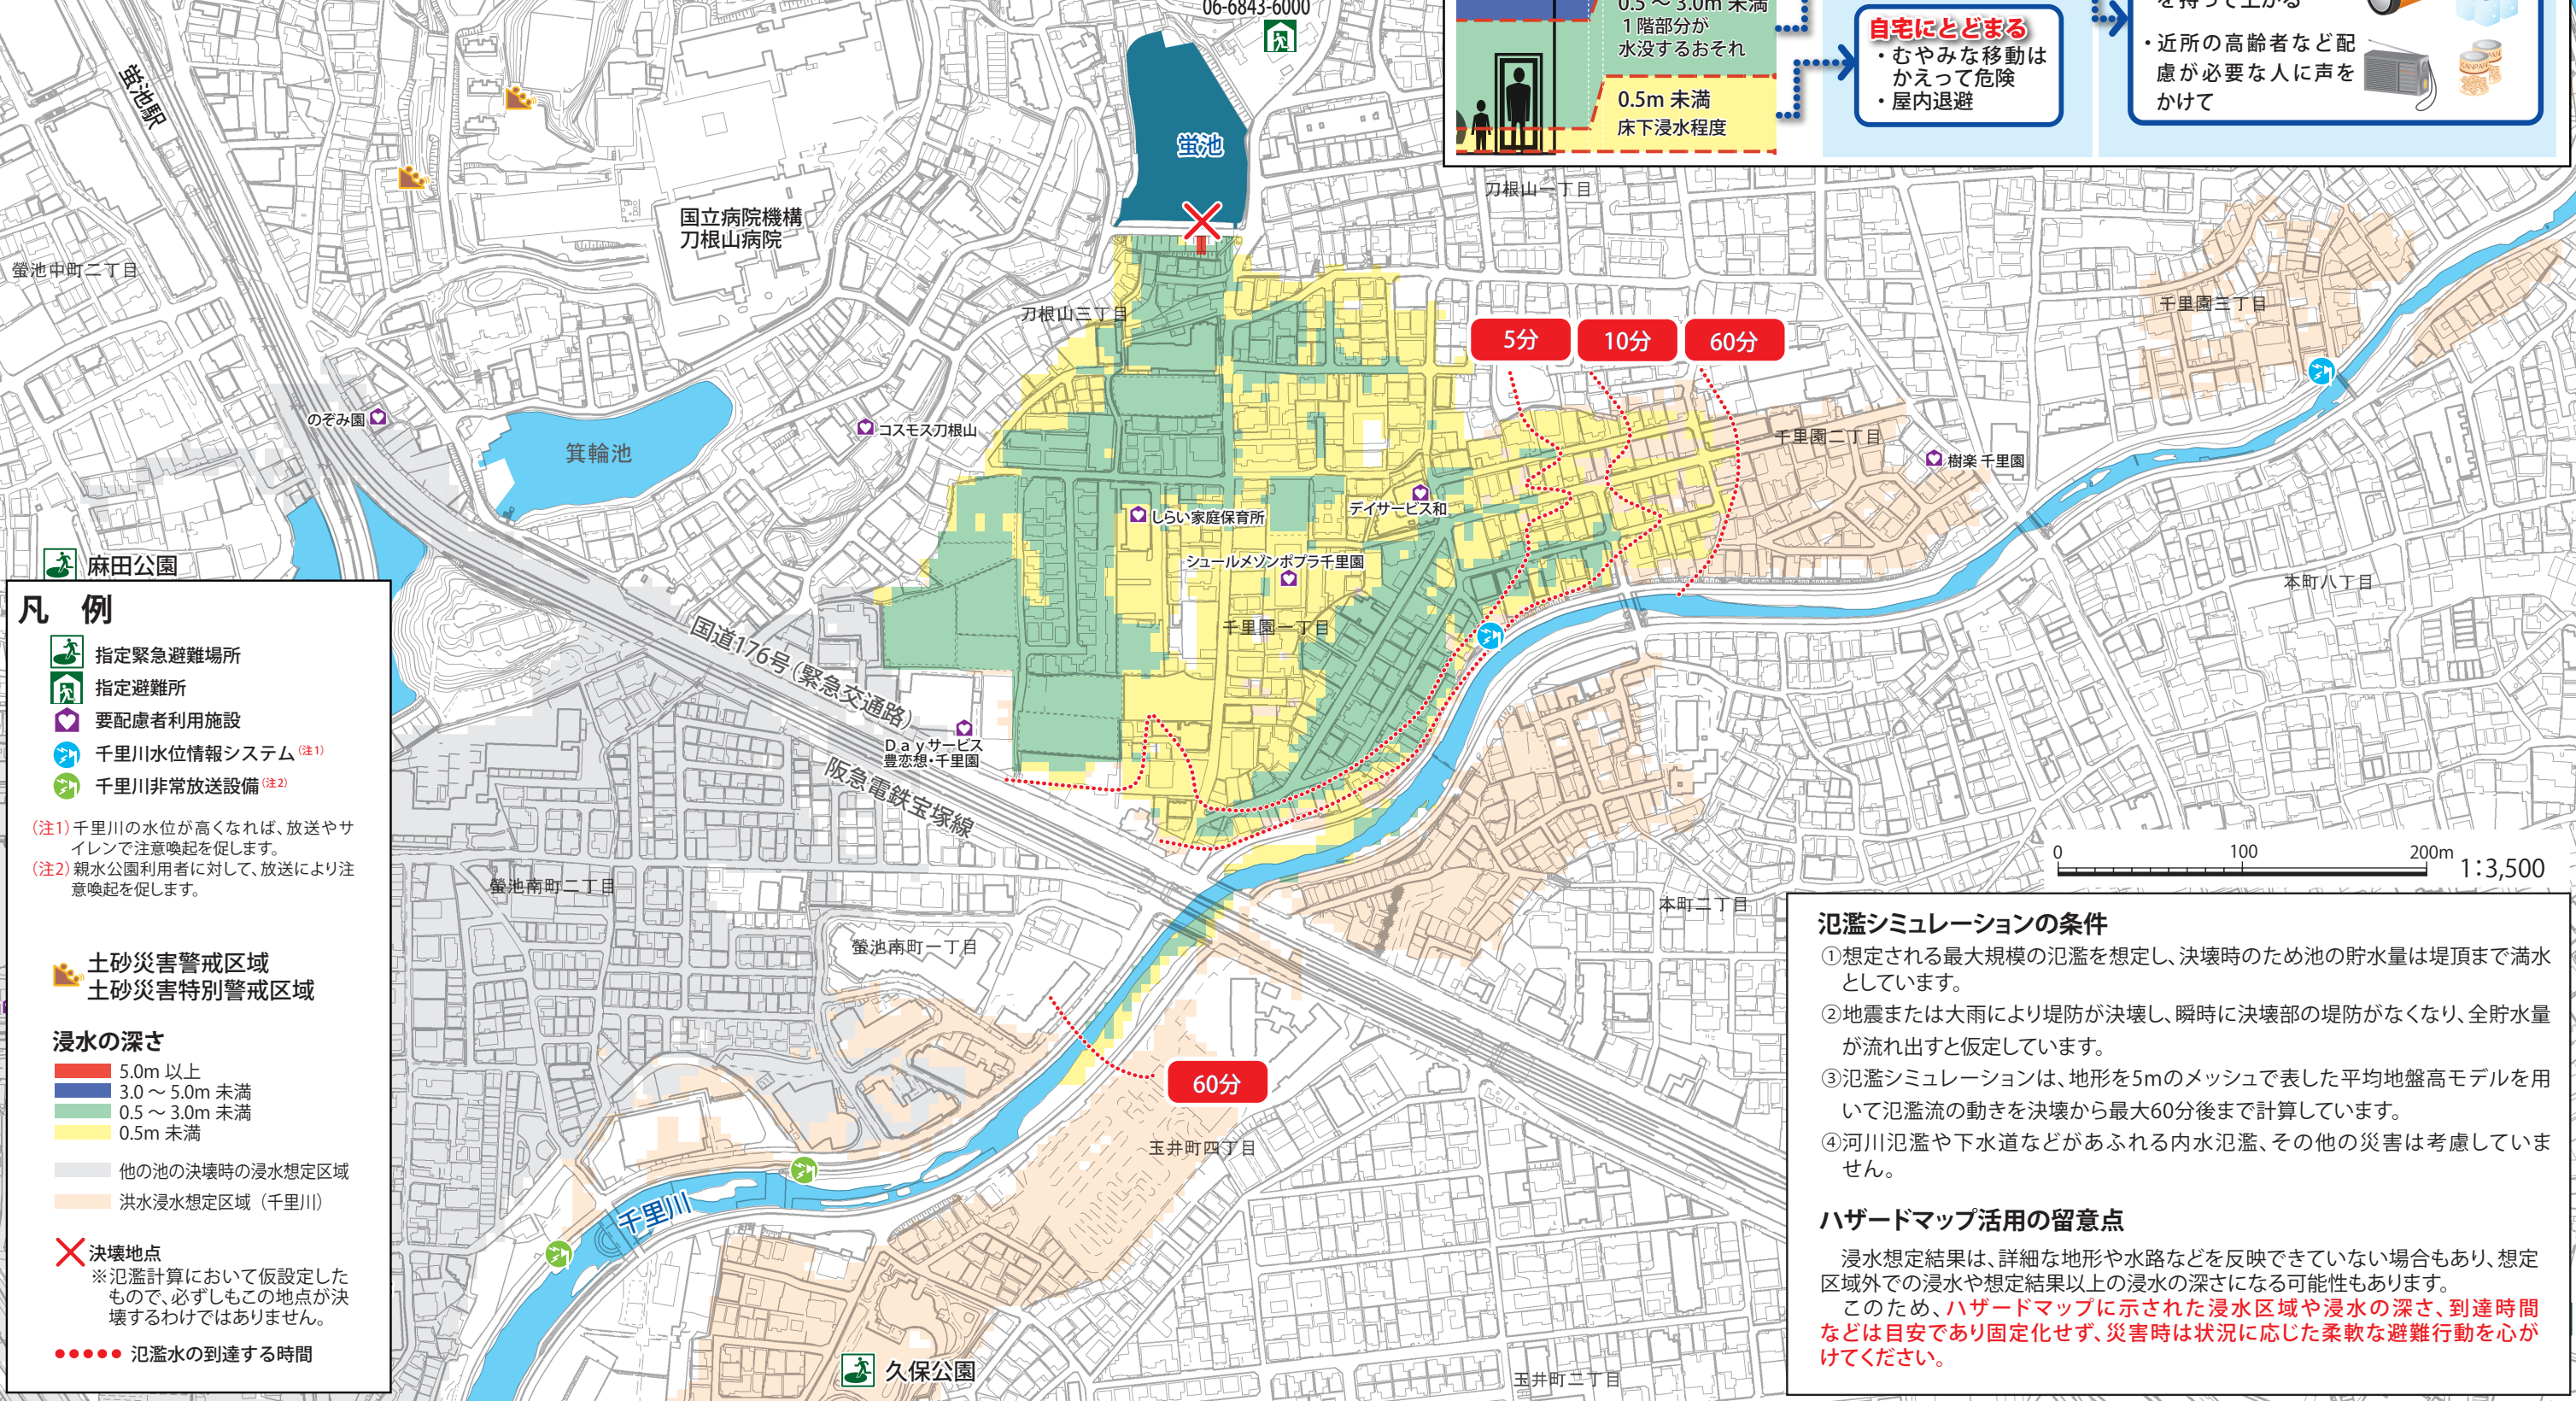 06-6843-6000
0.5 ～ 3.0m 未満
1階部分が
水没するおそれ
0.5m 未満
床下浸水程度
自宅にとどまる
・むやみな移動は
かえって危険
・屋内退避
を持って上がる
・近所の高齢者など配
慮が必要な人に声を
かけて
蛍池駅
蛍池
国立病院機構
刀根山病院
螢池中町二丁目
刀根山一丁目
刀根山三丁目
千里園三丁目
5分
10分
60分
のぞみ園
箕輪池
コスモス刀根山
千里園二丁目
樹楽 千里園
しらい家庭保育所
デイサービス和
シュールメゾンポプラ千里園
麻田公園
本町八丁目
千里園一丁目
国道176号（緊急交通路）
Dayサービス
豊恋想・千里園
阪急電鉄宝塚線
螢池南町二丁目
螢池南町一丁目
本町二丁目
60分
玉井町四丁目
千里川
久保公園
玉井町二丁目
0 100 200m
1：3,500
凡　例
指定緊急避難場所
指定避難所
要配慮者利用施設
千里川水位情報システム（注1）
千里川非常放送設備（注2）
（注1）千里川の水位が高くなれば、放送やサ
イレンで注意喚起を促します。
（注2）親水公園利用者に対して、放送により注
意喚起を促します。
土砂災害警戒区域
土砂災害特別警戒区域
浸水の深さ
5.0m 以上
3.0 ～ 5.0m 未満
0.5 ～ 3.0m 未満
0.5m 未満
他の池の決壊時の浸水想定区域
洪水浸水想定区域（千里川）
決壊地点
※氾濫計算において仮設定した
もので、必ずしもこの地点が決
壊するわけではありません。
氾濫水の到達する時間
氾濫シミュレーションの条件
①想定される最大規模の氾濫を想定し、決壊時のため池の貯水量は堤頂まで満水
としています。
②地震または大雨により堤防が決壊し、瞬時に決壊部の堤防がなくなり、全貯水量
が流れ出すと仮定しています。
③氾濫シミュレーションは、地形を5mのメッシュで表した平均地盤高モデルを用
いて氾濫流の動きを決壊から最大60分後まで計算しています。
④河川氾濫や下水道などがあふれる内水氾濫、その他の災害は考慮していま
せん。
ハザードマップ活用の留意点
浸水想定結果は、詳細な地形や水路などを反映できていない場合もあり、想定
区域外での浸水や想定結果以上の浸水の深さになる可能性もあります。
このため、ハザードマップに示された浸水区域や浸水の深さ、到達時間
などは目安であり固定化せず、災害時は状況に応じた柔軟な避難行動を心が
けてください。